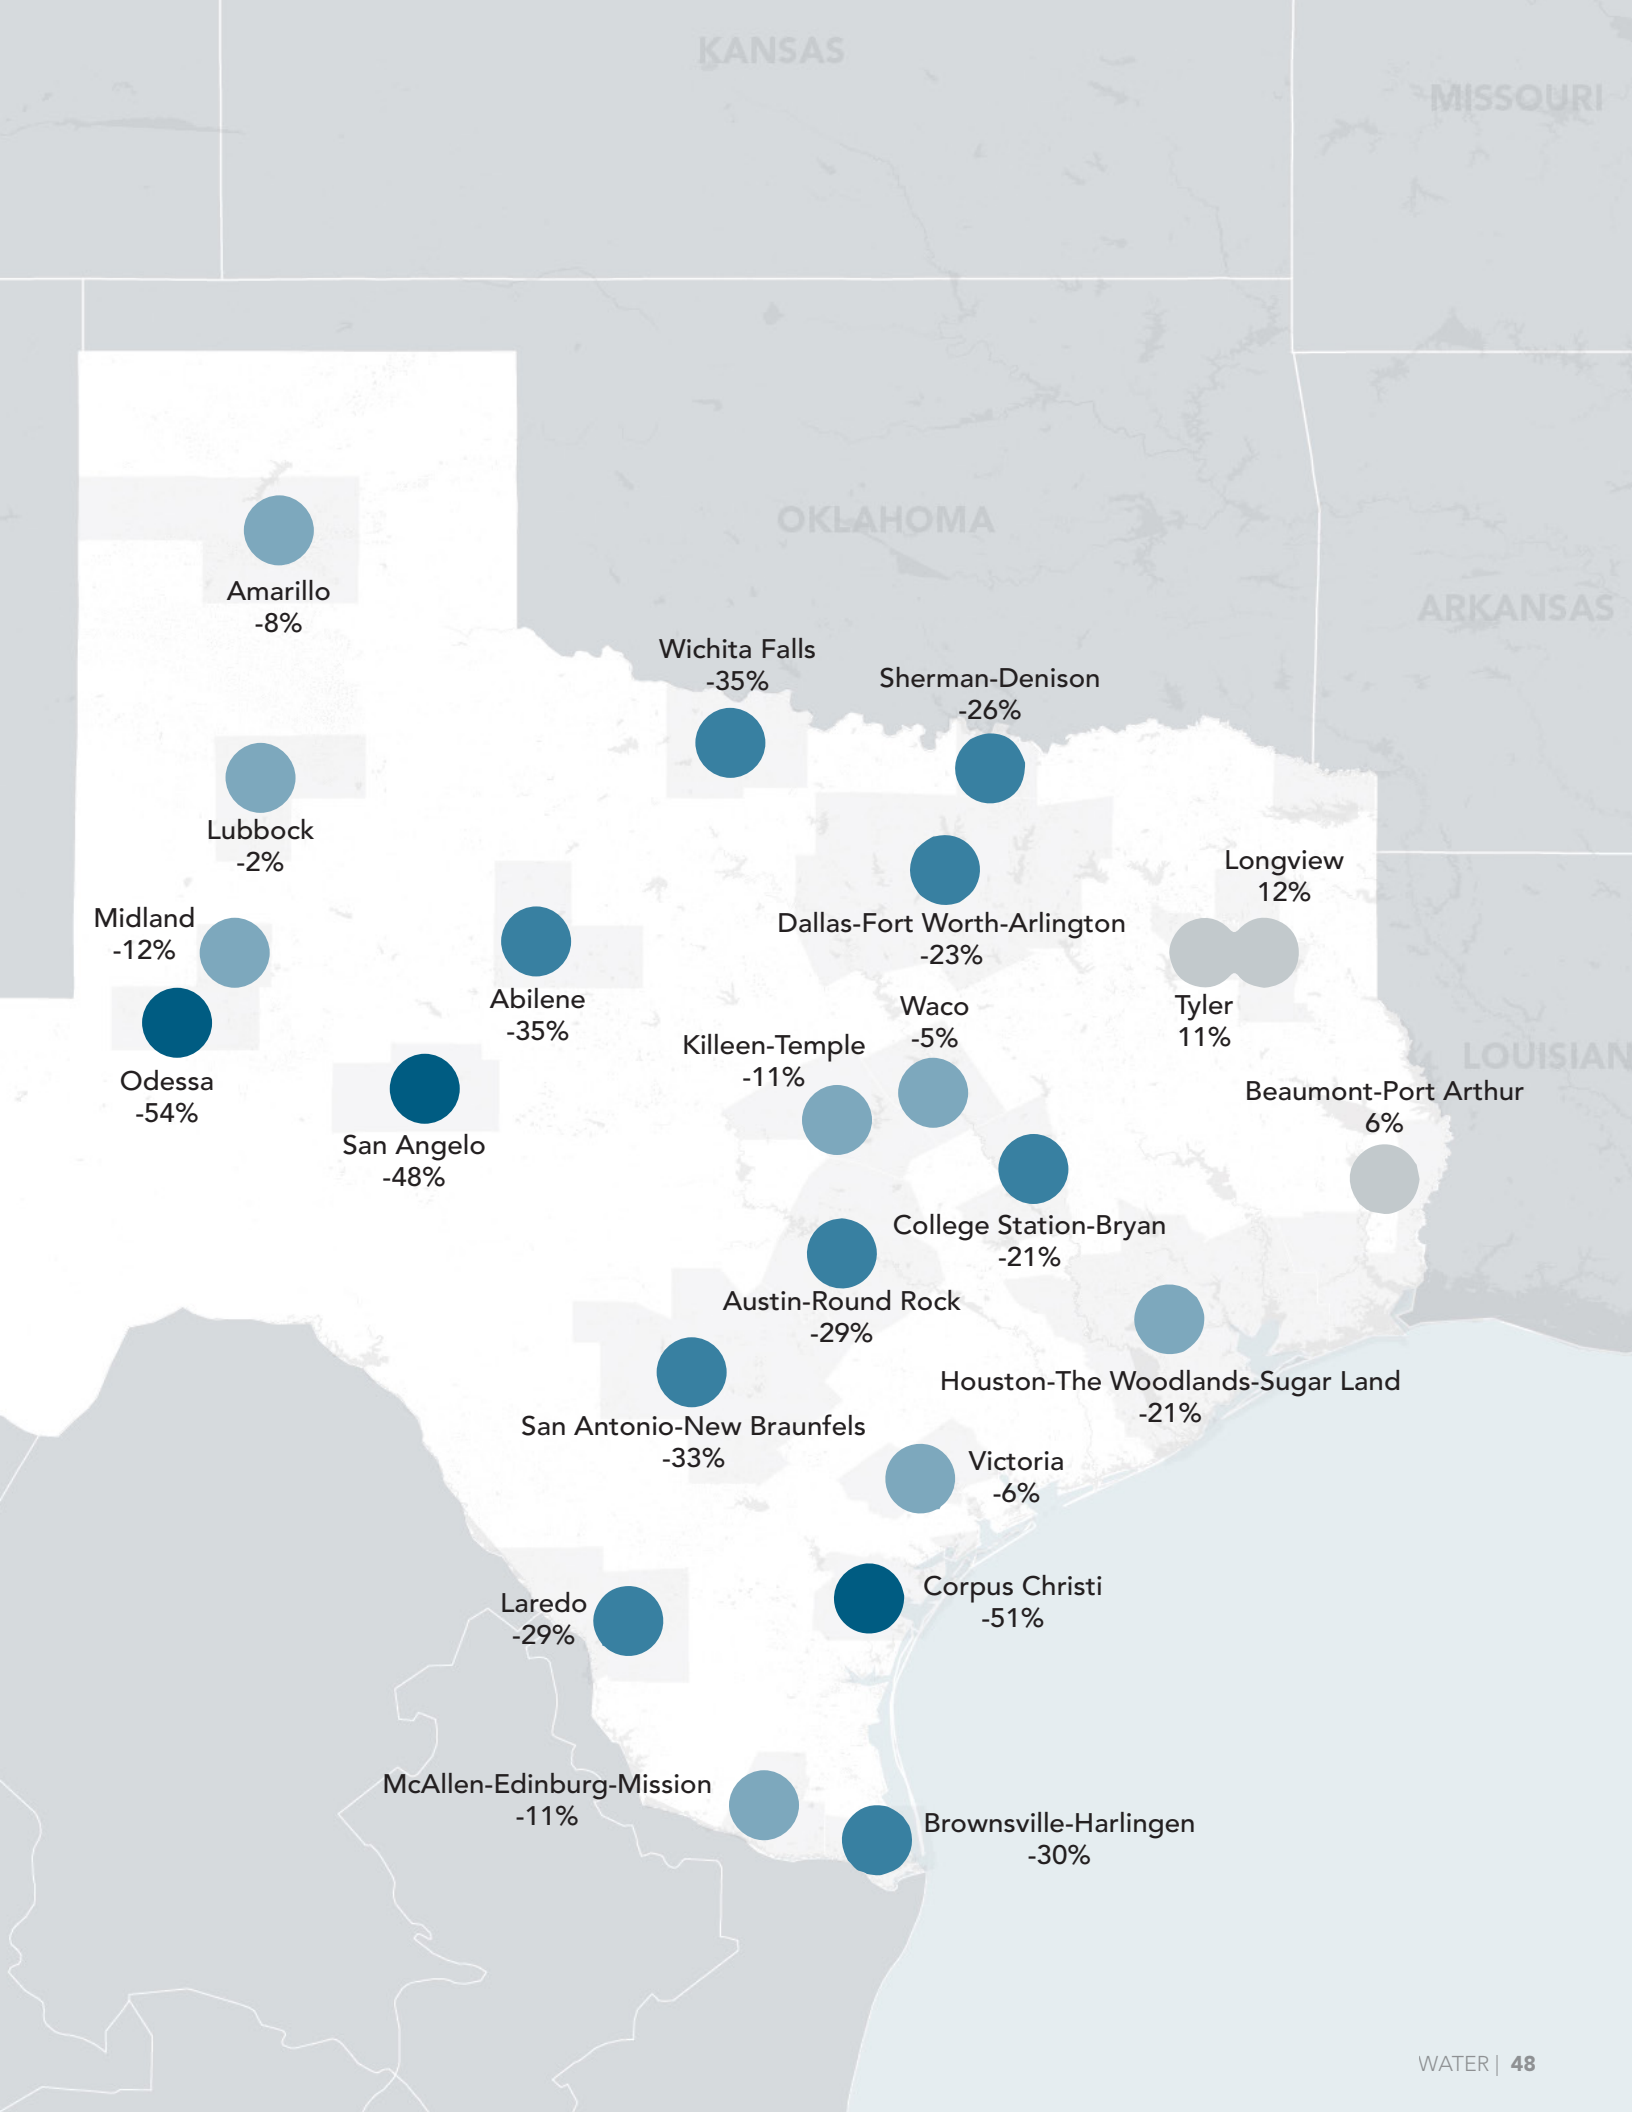 KANSAS
MISSOURI
OKLAHOMA
ARKANSAS
Amarillo
-8%
Wichita Falls
-35%
Sherman-Denison
-26%
Lubbock
-2%
Longview
12%
Midland
-12%
Dallas-Fort Worth-Arlington
-23%
Abilene
-35%
Waco
-5%
Tyler
11%
Killeen-Temple
-11%
LOUISIAN
Odessa
-54%
Beaumont-Port Arthur
6%
San Angelo
-48%
College Station-Bryan
-21%
Austin-Round Rock
-29%
Houston-The Woodlands-Sugar Land
-21%
San Antonio-New Braunfels
-33%
Victoria
-6%
Corpus Christi
-51%
Laredo
-29%
McAllen-Edinburg-Mission
-11%
Brownsville-Harlingen
-30%
WATER | 48